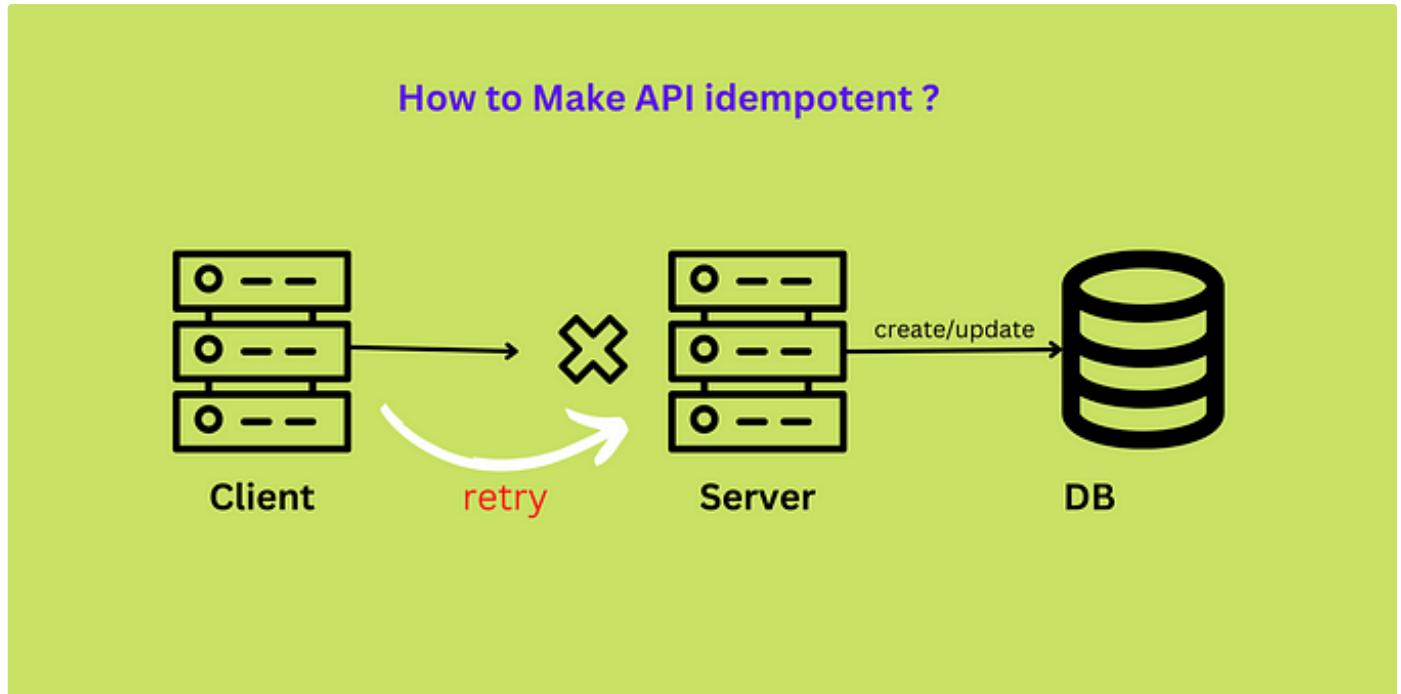 How to Make API idempotent ?
create/update
Client
retry
Server
DB